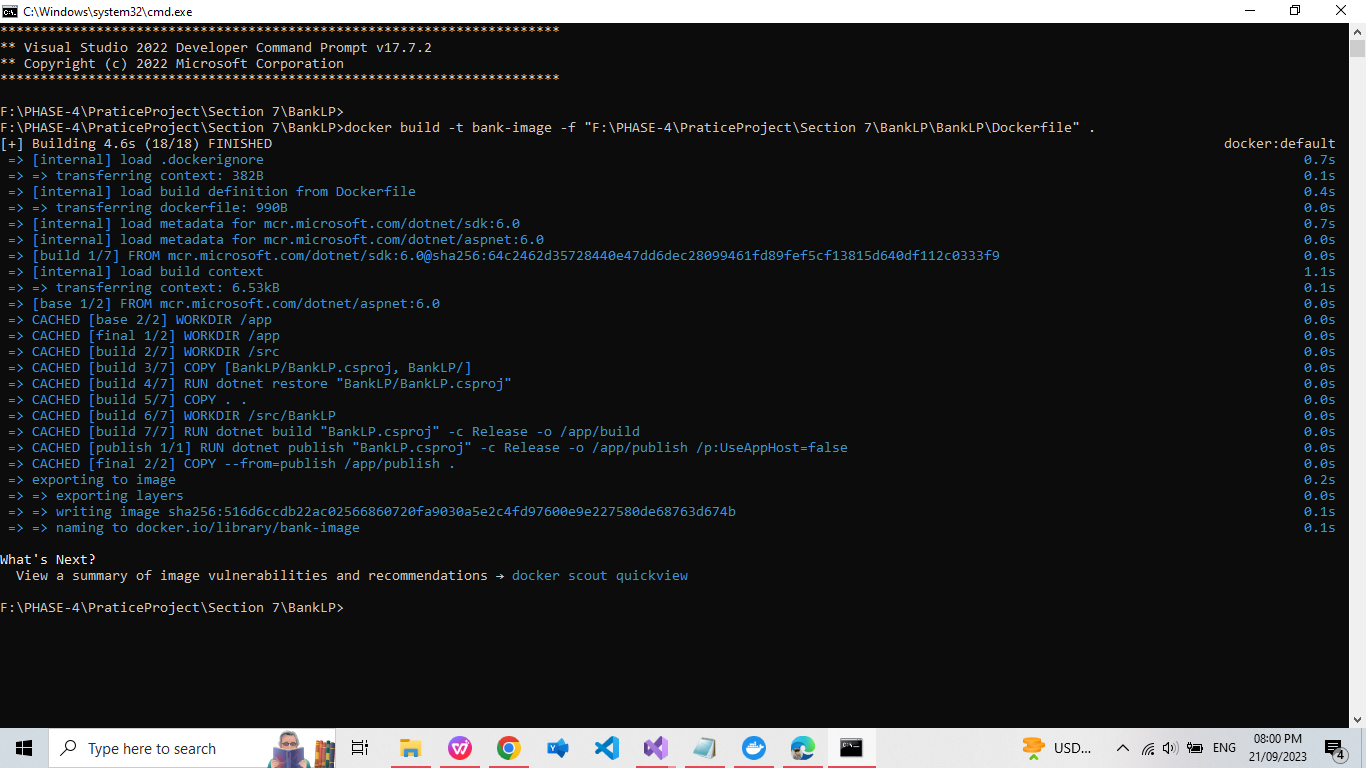 C:\Windows\system32\cmd.exe
**********************************************************************
** Visual Studio 2022 Developer Command Prompt v17.7.2
** Copyright (c) 2022 Microsoft Corporation
**********************************************************************
F:\PHASE-4\PraticeProject\Section 7\BankLP>
F:\PHASE-4\PraticeProject\Section 7\BankLP>docker build -t bank-image -f "F:\PHASE-4\PraticeProject\Section 7\BankLP\BankLP\Dockerfile" .
[+] Building 4.6s (18/18) FINISHED docker:default
=> [internal] load .dockerignore 0.7s
=> => transferring context: 382B 0.1s
=> [internal] load build definition from Dockerfile 0.4s
=> => transferring dockerfile: 990B 0.0s
=> [internal] load metadata for mcr.microsoft.com/dotnet/sdk:6.0 0.7s
=> [internal] load metadata for mcr.microsoft.com/dotnet/aspnet:6.0 0.0s
=> [build 1/7] FROM mcr.microsoft.com/dotnet/sdk:6.0@sha256:64c2462d35728440e47dd6dec28099461fd89fef5cf13815d640df112c0333f9 0.0s
=> [internal] load build context 1.1s
=> => transferring context: 6.53kB 0.1s
=> [base 1/2] FROM mcr.microsoft.com/dotnet/aspnet:6.0 0.0s
=> CACHED [base 2/2] WORKDIR /app 0.0s
=> CACHED [final 1/2] WORKDIR /app 0.0s
=> CACHED [build 2/7] WORKDIR /src 0.0s
=> CACHED [build 3/7] COPY [BankLP/BankLP.csproj, BankLP/] 0.0s
=> CACHED [build 4/7] RUN dotnet restore "BankLP/BankLP.csproj" 0.0s
=> CACHED [build 5/7] COPY . . 0.0s
=> CACHED [build 6/7] WORKDIR /src/BankLP 0.0s
=> CACHED [build 7/7] RUN dotnet build "BankLP.csproj" -c Release -o /app/build 0.0s
=> CACHED [publish 1/1] RUN dotnet publish "BankLP.csproj" -c Release -o /app/publish /p:UseAppHost=false 0.0s
=> CACHED [final 2/2] COPY --from=publish /app/publish . 0.0s
=> exporting to image 0.2s
=> => exporting layers 0.0s
=> => writing image sha256:516d6ccdb22ac02566860720fa9030a5e2c4fd97600e9e227580de68763d674b 0.1s
=> => naming to docker.io/library/bank-image 0.1s
What's Next?
View a summary of image vulnerabilities and recommendations → docker scout quickview
F:\PHASE-4\PraticeProject\Section 7\BankLP>
Type here to search
USD...
ENG
08:00 PM
21/09/2023
4